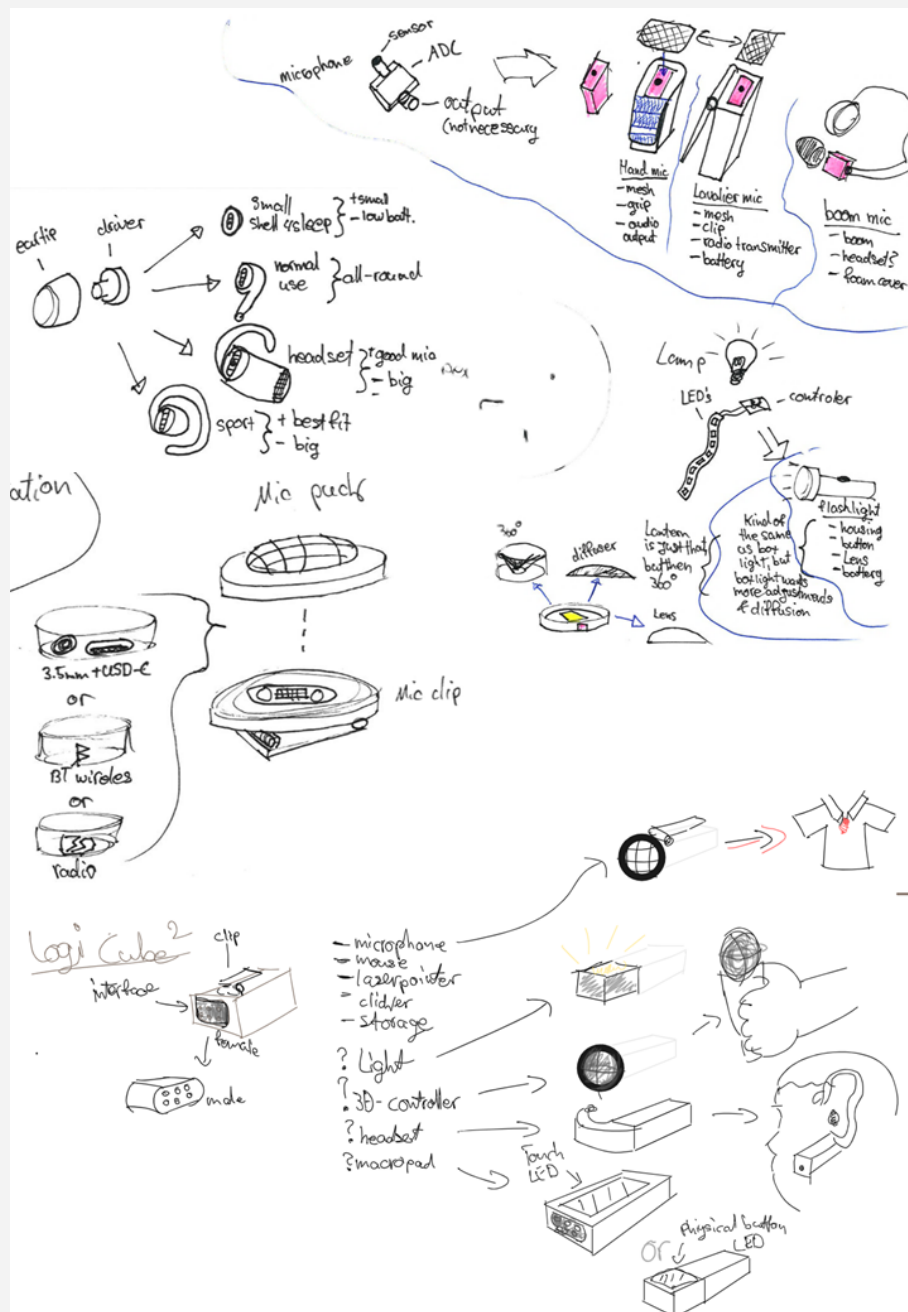 sensor
ADC
microphone
output
(not necessary
Hand mic
- mesh
- grip
- audio
output
Lavalier mic
- mesh
- clip
- radio transmitter
- battery
boom mic
- boom
- headset?
- foam cover
eartip
driver
small
shell 4 sleep
+ small
- low batt.
normal
use
all-round
headset
+ good mic
- big
sport
+ best fit
- big
Lamp
LED's
controler
flashlight
- housing
- button
- Lens
- battery
Kind of
the same
as box
light, but
boxlight wants
more adjustments
& diffusion
Lantern
is just that
but then
360°
360°
diffuser
Lens
ation
Mic pucks
Mic clip
3.5mm + USD-C
or
BT wireles
or
radio
Logi Cube²
clip
interface
female
male
- microphone
- mouse
- laserpointer
- clicker
- storage
? Light
? 3D-controller
? headset
? macropad
Touch
LED
or
physical button
LED